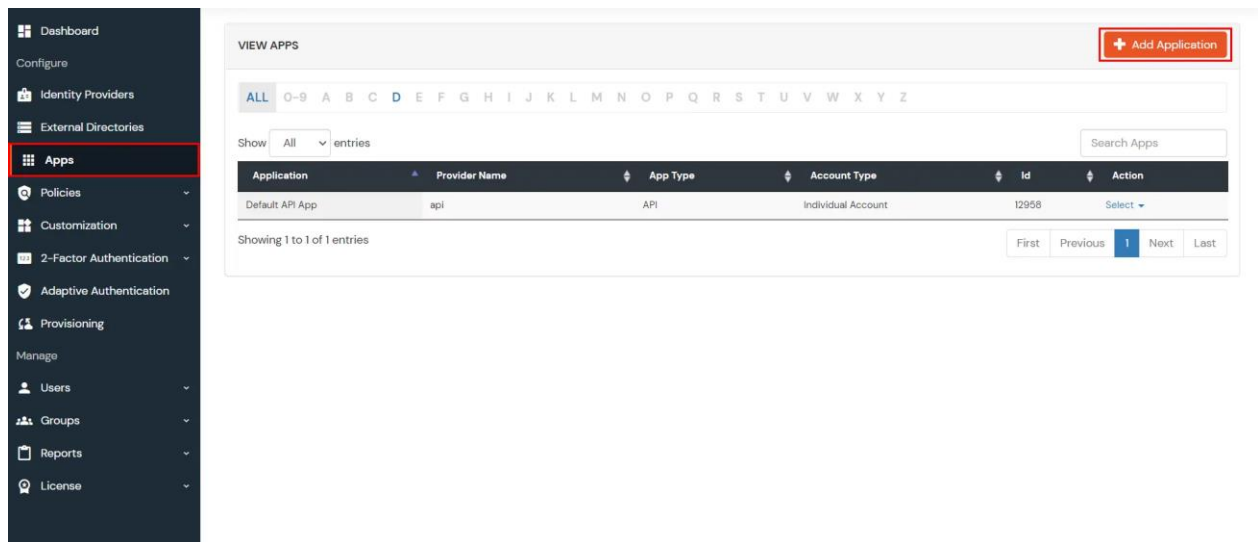 Dashboard
Configure
Identity Providers
External Directories
Apps
Policies
Customization
2-Factor Authentication
Adaptive Authentication
Provisioning
Manage
Users
Groups
Reports
License
VIEW APPS
Add Application
ALL 0-9 A B C D E F G H I J K L M N O P Q R S T U V W X Y Z
Show All entries
Search Apps
Application Provider Name App Type Account Type Id Action
Default API App api API Individual Account 12958 Select
Showing 1 to 1 of 1 entries
First Previous 1 Next Last